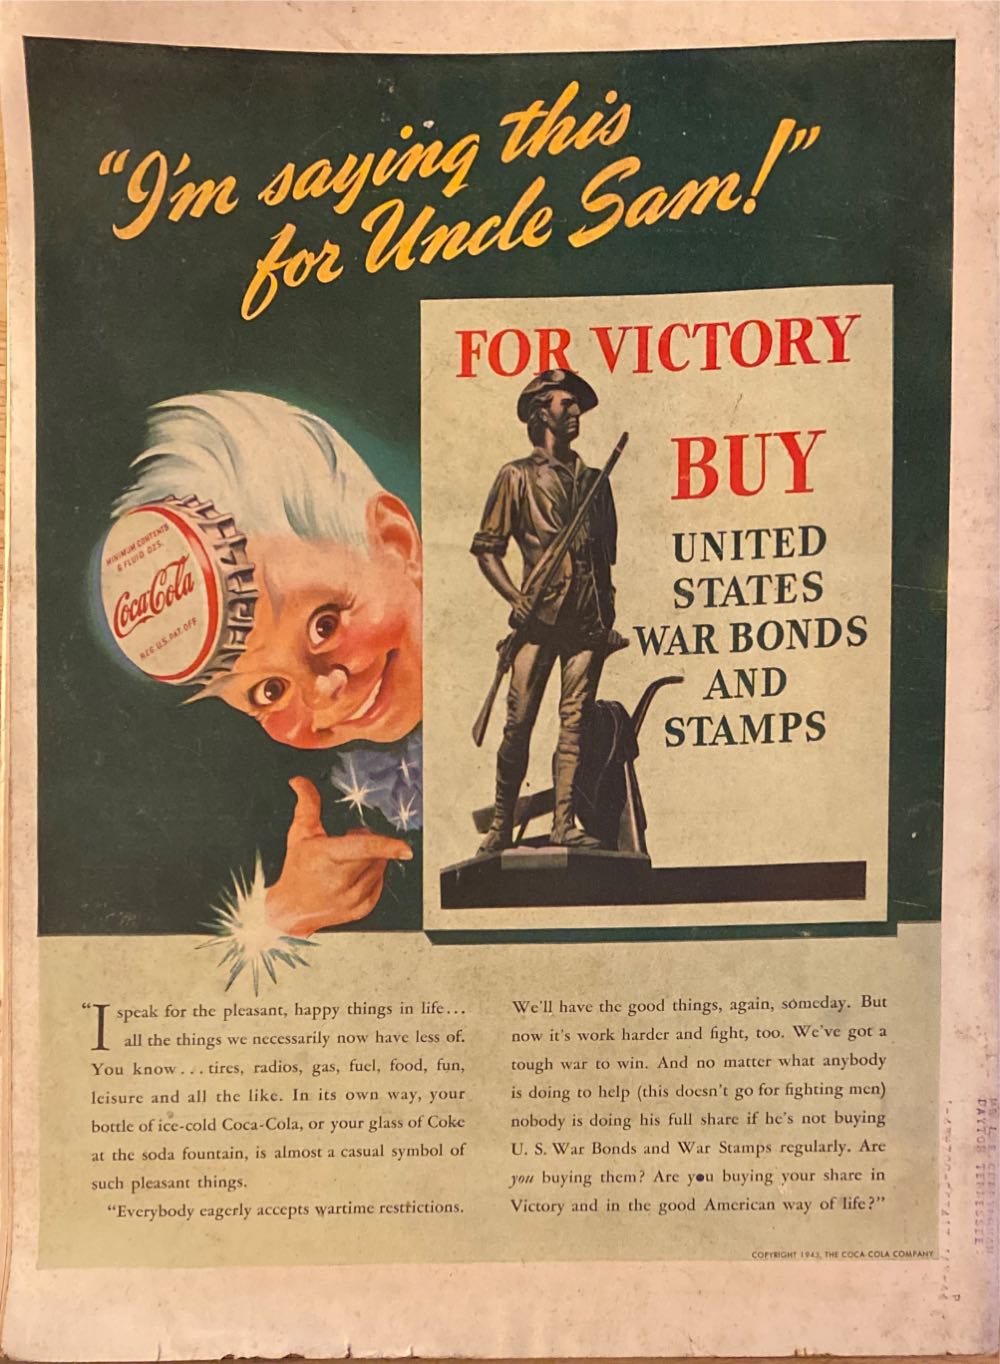 “I'm saying this
for Uncle Sam!”
FOR VICTORY
BUY
UNITED
STATES
WAR BONDS
AND
STAMPS
MINIMUM CONTENTS
6 FLUID OZS.
Coca-Cola
REG. U.S. PAT. OFF.
“I speak for the pleasant, happy things in life...
all the things we necessarily now have less of.
You know...tires, radios, gas, fuel, food, fun,
leisure and all the like. In its own way, your
bottle of ice-cold Coca-Cola, or your glass of Coke
at the soda fountain, is almost a casual symbol of
such pleasant things.
“Everybody eagerly accepts wartime restrictions.
We'll have the good things, again, someday. But
now it's work harder and fight, too. We've got a
tough war to win. And no matter what anybody
is doing to help (this doesn't go for fighting men)
nobody is doing his full share if he's not buying
U. S. War Bonds and War Stamps regularly. Are
you buying them? Are you buying your share in
Victory and in the good American way of life?”
COPYRIGHT 1943, THE COCA-COLA COMPANY
DAYTON